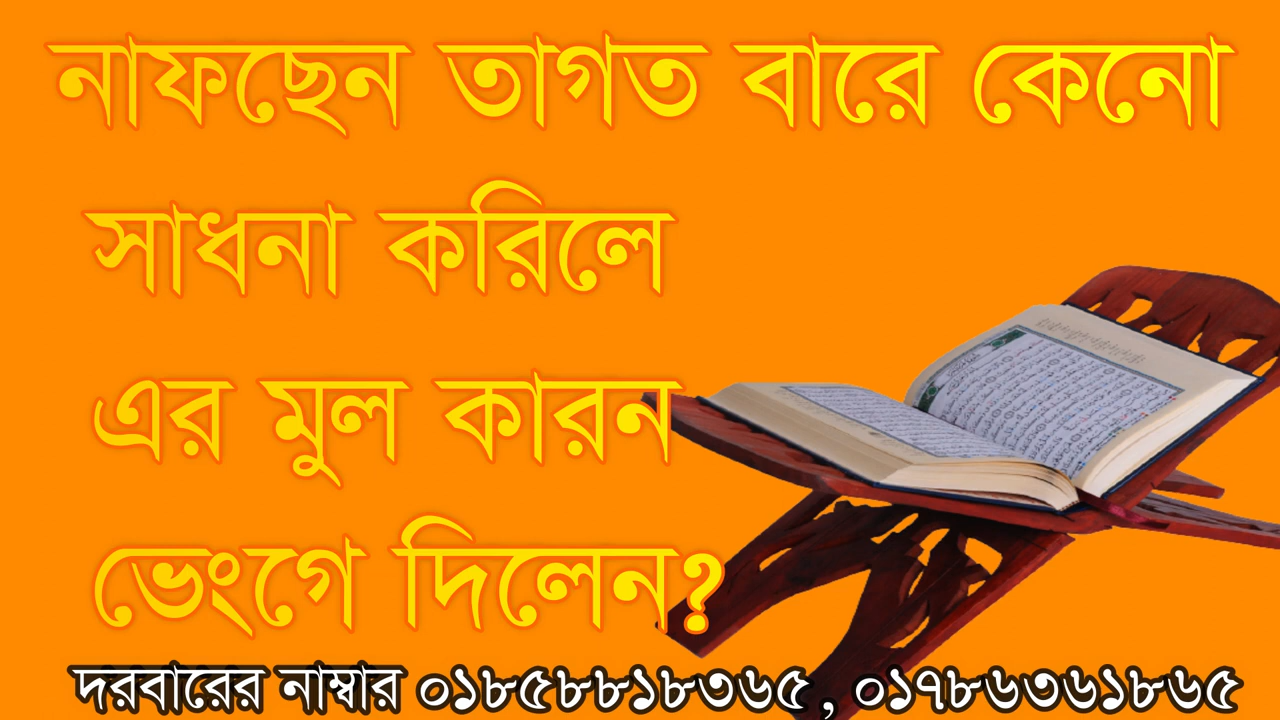 নাফছেন তাগত বারে কেনো
সাধনা করিলে
এর মুল কারন
ভেংগে দিলেন?
দরবারের নাম্বার ০১৮৫৮৮১৮৩৬৫, ০১৭৮৬৩৬১৮৬৫